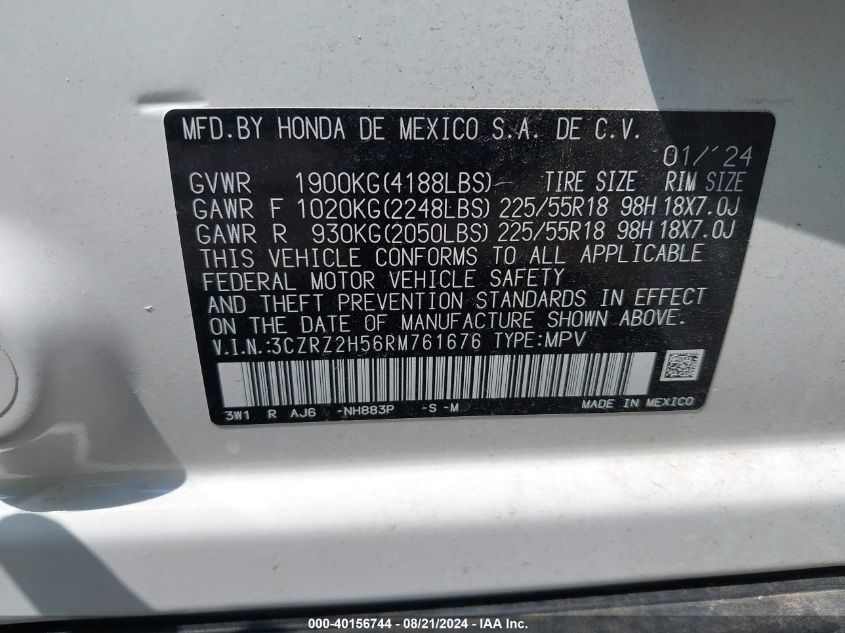 MFD.BY HONDA DE MEXICO S.A. DE C.V.
01/'24
GVWR 1900KG(4188LBS) TIRE SIZE RIM SIZE
GAWR F 1020KG(2248LBS) 225/55R18 98H 18X7.0J
GAWR R 930KG(2050LBS) 225/55R18 98H 18X7.0J
THIS VEHICLE CONFORMS TO ALL APPLICABLE
FEDERAL MOTOR VEHICLE SAFETY
AND THEFT PREVENTION STANDARDS IN EFFECT
ON THE DATE OF MANUFACTURE SHOWN ABOVE.
V.I.N.:3CZRZ2H56RM761676 TYPE:MPV
3W1 R AJ6 -NH883P -S -M MADE IN MEXICO
000-40156744 — 08/21/2024 — IAA Inc.